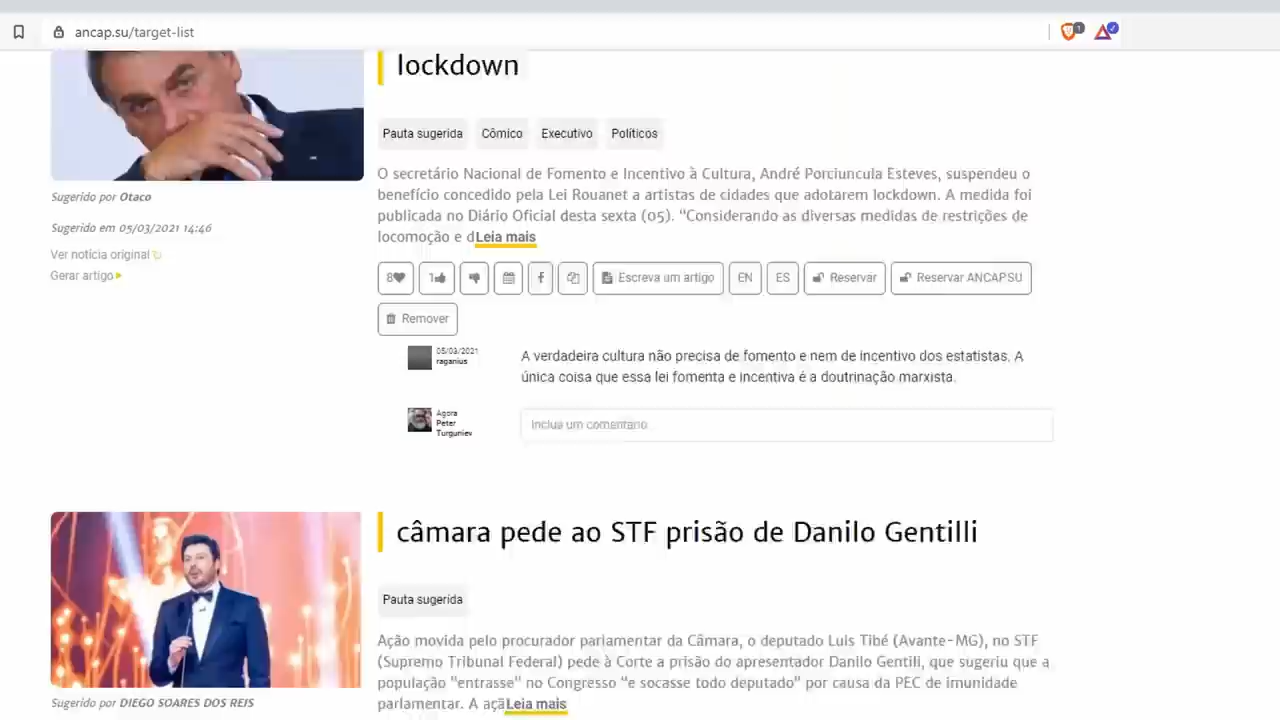 ancap.su/target-list
lockdown
Pauta sugerida Cômico Executivo Políticos
O secretário Nacional de Fomento e Incentivo à Cultura, André Porciuncula Esteves, suspendeu o
benefício concedido pela Lei Rouanet a artistas de cidades que adotarem lockdown. A medida foi
publicada no Diário Oficial desta sexta (05). “Considerando as diversas medidas de restrições de
locomoção e dLeia mais
Sugerido por Otaco
Sugerido em 05/03/2021 14:46
Ver notícia original
Gerar artigo
8 1 Escreva um artigo EN ES Reservar Reservar ANCAPSU
Remover
05/03/2021
raganius
A verdadeira cultura não precisa de fomento e nem de incentivo dos estatistas. A
única coisa que essa lei fomenta e incentiva é a doutrinação marxista.
Agora
Peter
Turguniev
Inclua um comentário
câmara pede ao STF prisão de Danilo Gentilli
Pauta sugerida
Ação movida pelo procurador parlamentar da Câmara, o deputado Luis Tibé (Avante-MG), no STF
(Supremo Tribunal Federal) pede à Corte a prisão do apresentador Danilo Gentili, que sugeriu que a
população "entrasse" no Congresso "e socasse todo deputado" por causa da PEC de imunidade
parlamentar. A açãLeia mais
Sugerido por DIEGO SOARES DOS REIS